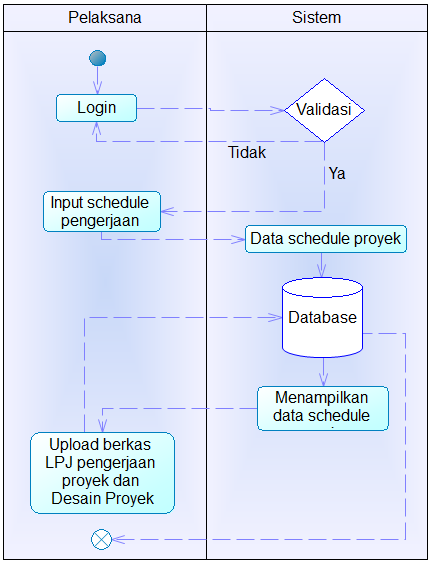 Pelaksana
Sistem
Login
Validasi
Tidak
Ya
Input schedule
pengerjaan
Data schedule proyek
Database
Menampilkan
data schedule
Upload berkas
LPJ pengerjaan
proyek dan
Desain Proyek